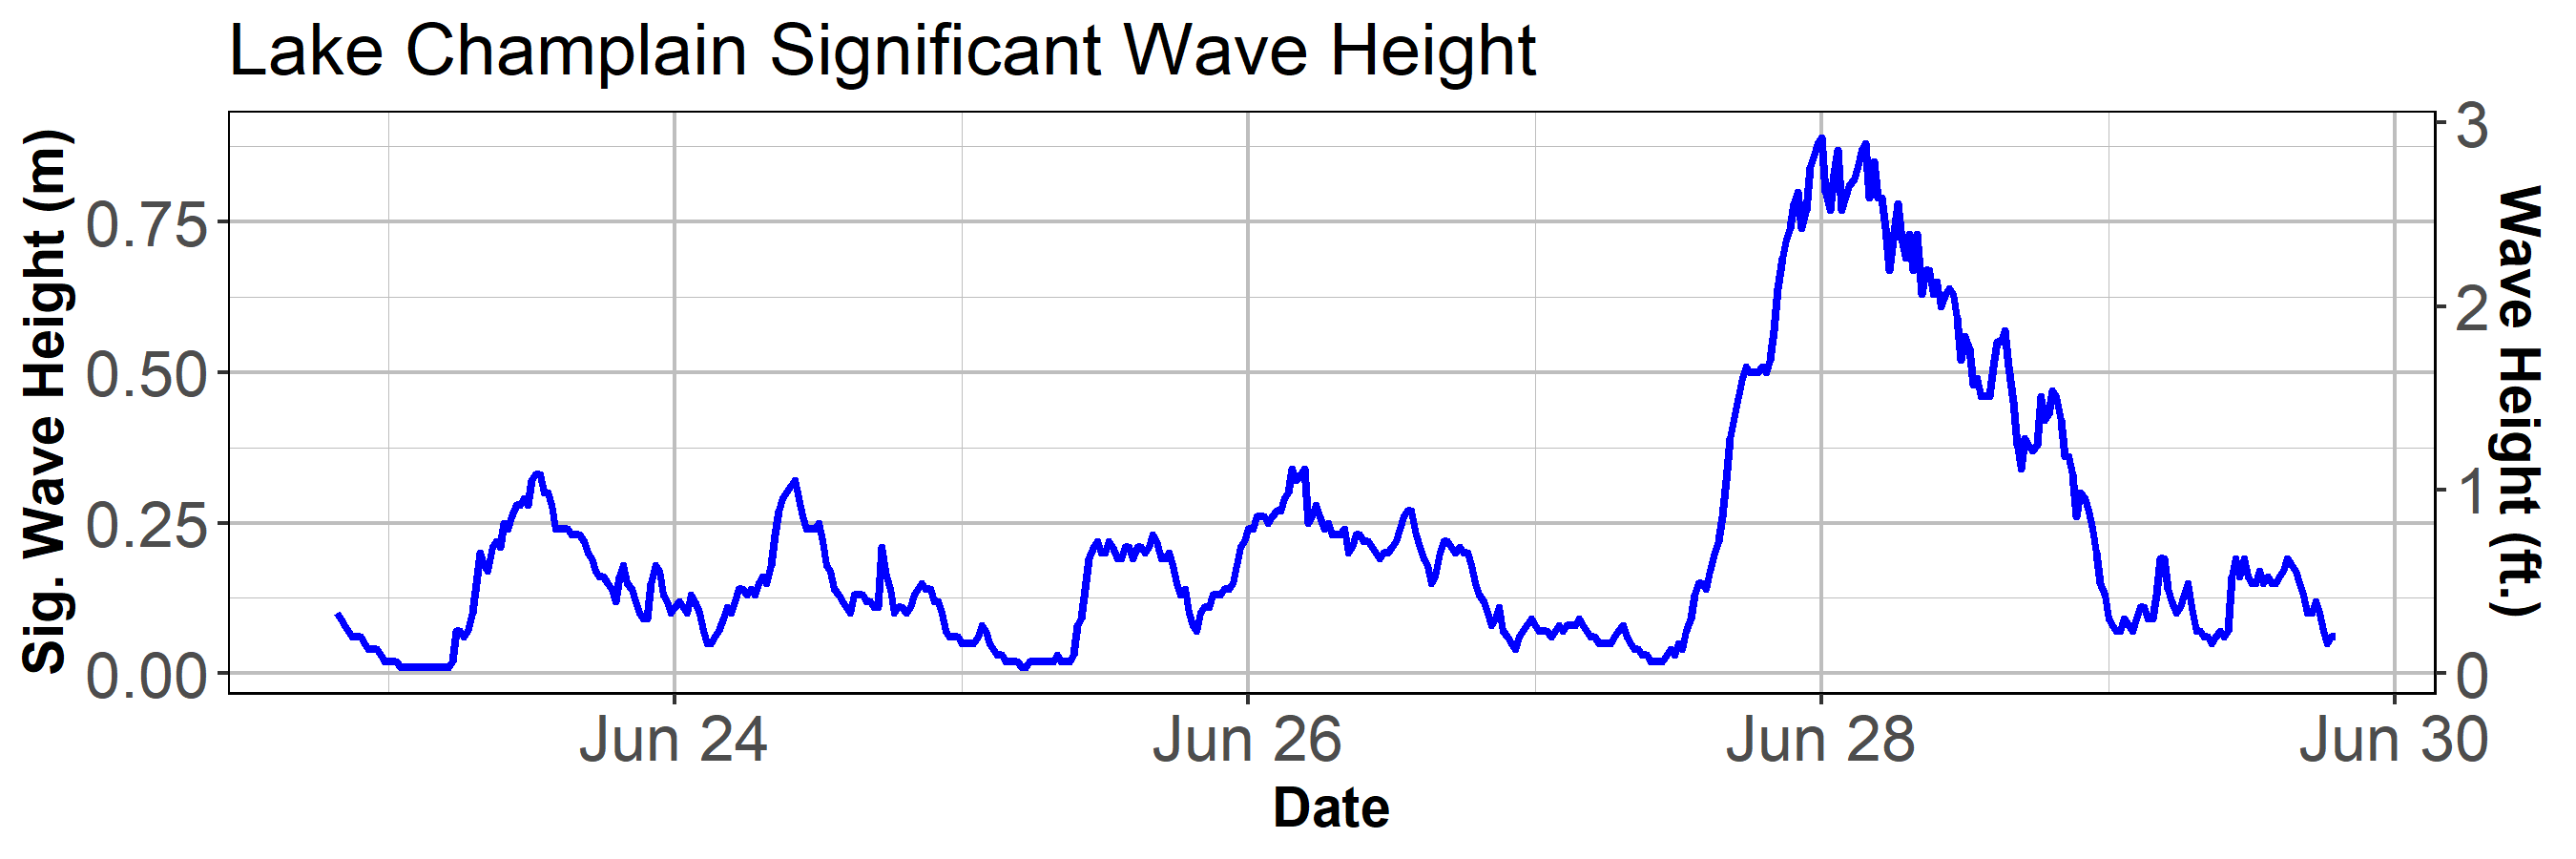 Lake Champlain Significant Wave Height
Sig. Wave Height (m)
0.75
0.50
0.25
0.00
3
2
1
0
Wave Height (ft.)
Jun 24
Jun 26
Jun 28
Jun 30
Date